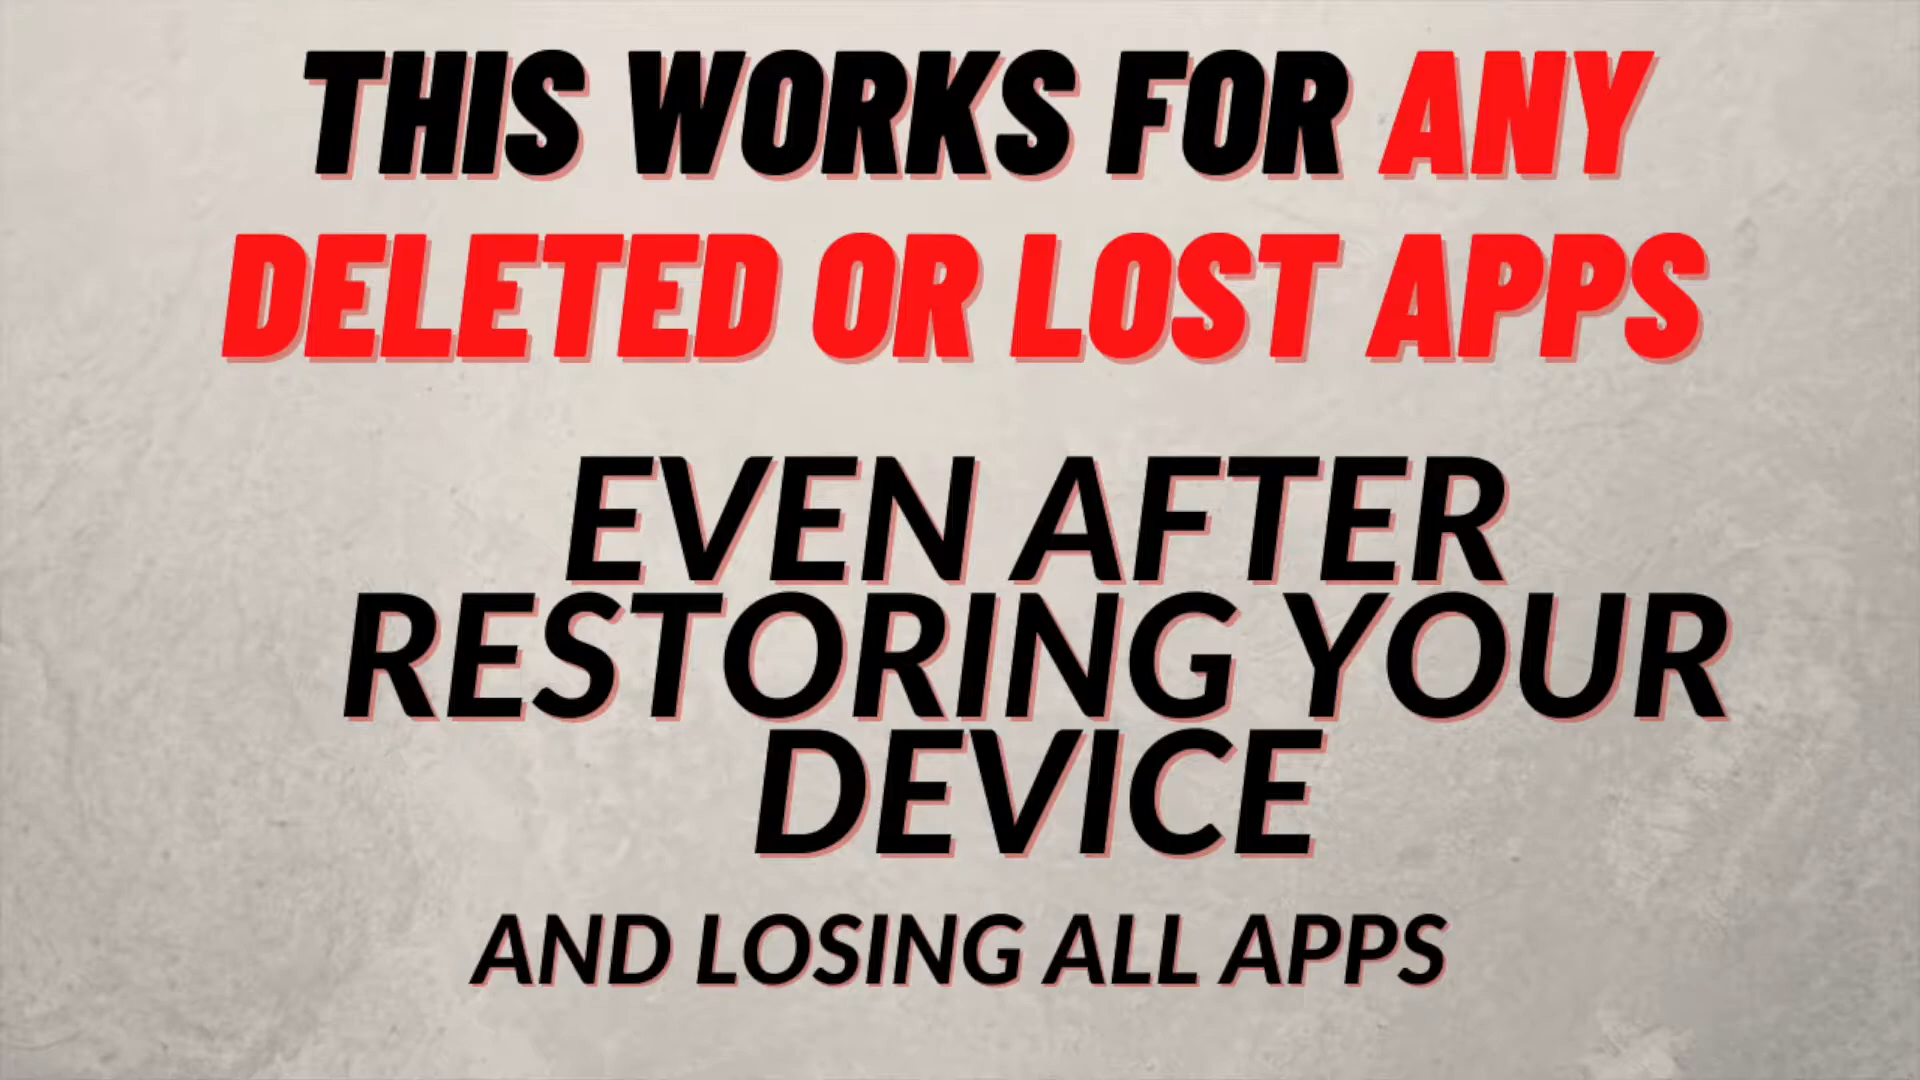 THIS WORKS FOR ANY
DELETED OR LOST APPS
EVEN AFTER
RESTORING YOUR
DEVICE
AND LOSING ALL APPS